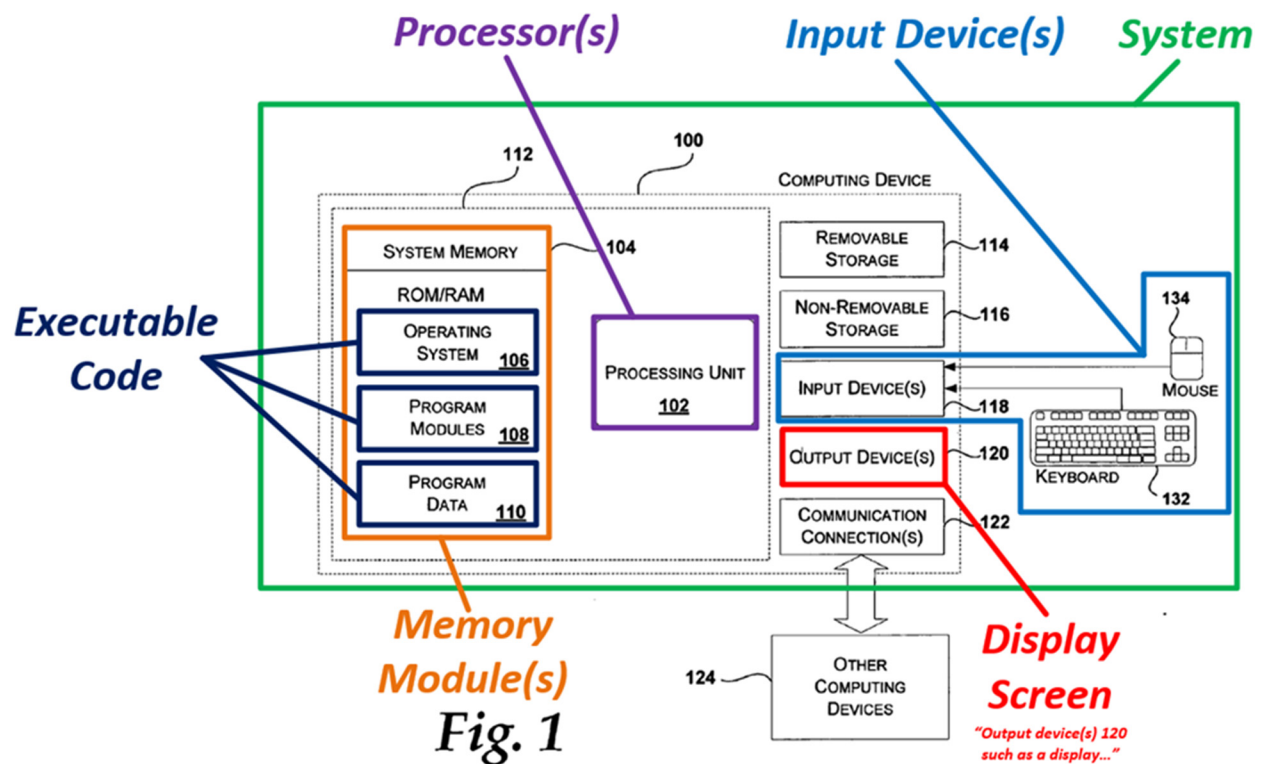 Processor(s)
Input Device(s)
System
112
100
COMPUTING DEVICE
SYSTEM MEMORY
104
ROM/RAM
OPERATING
SYSTEM
106
PROGRAM
MODULES
108
PROGRAM
DATA
110
Executable
Code
PROCESSING UNIT
102
REMOVABLE
STORAGE
114
NON-REMOVABLE
STORAGE
116
INPUT DEVICE(S)
118
OUTPUT DEVICE(S)
120
COMMUNICATION
CONNECTION(S)
122
134
MOUSE
KEYBOARD
132
Memory
Module(s)
Fig. 1
124
OTHER
COMPUTING
DEVICES
Display
Screen
"Output device(s) 120
such as a display..."